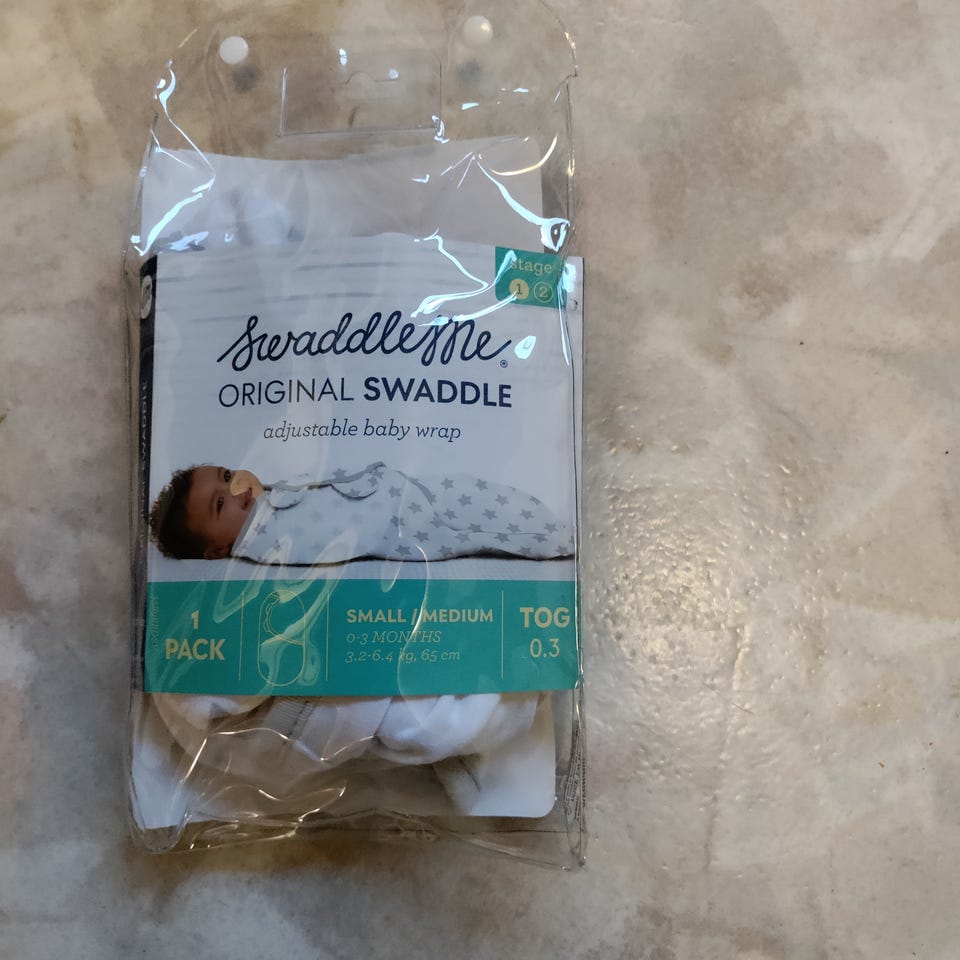 stage
1 2
SwaddleMe®
ORIGINAL SWADDLE
adjustable baby wrap
1
PACK
SMALL / MEDIUM
0-3 MONTHS
3.2-6.4 kg, 65 cm
TOG
0.3
SWADDLE